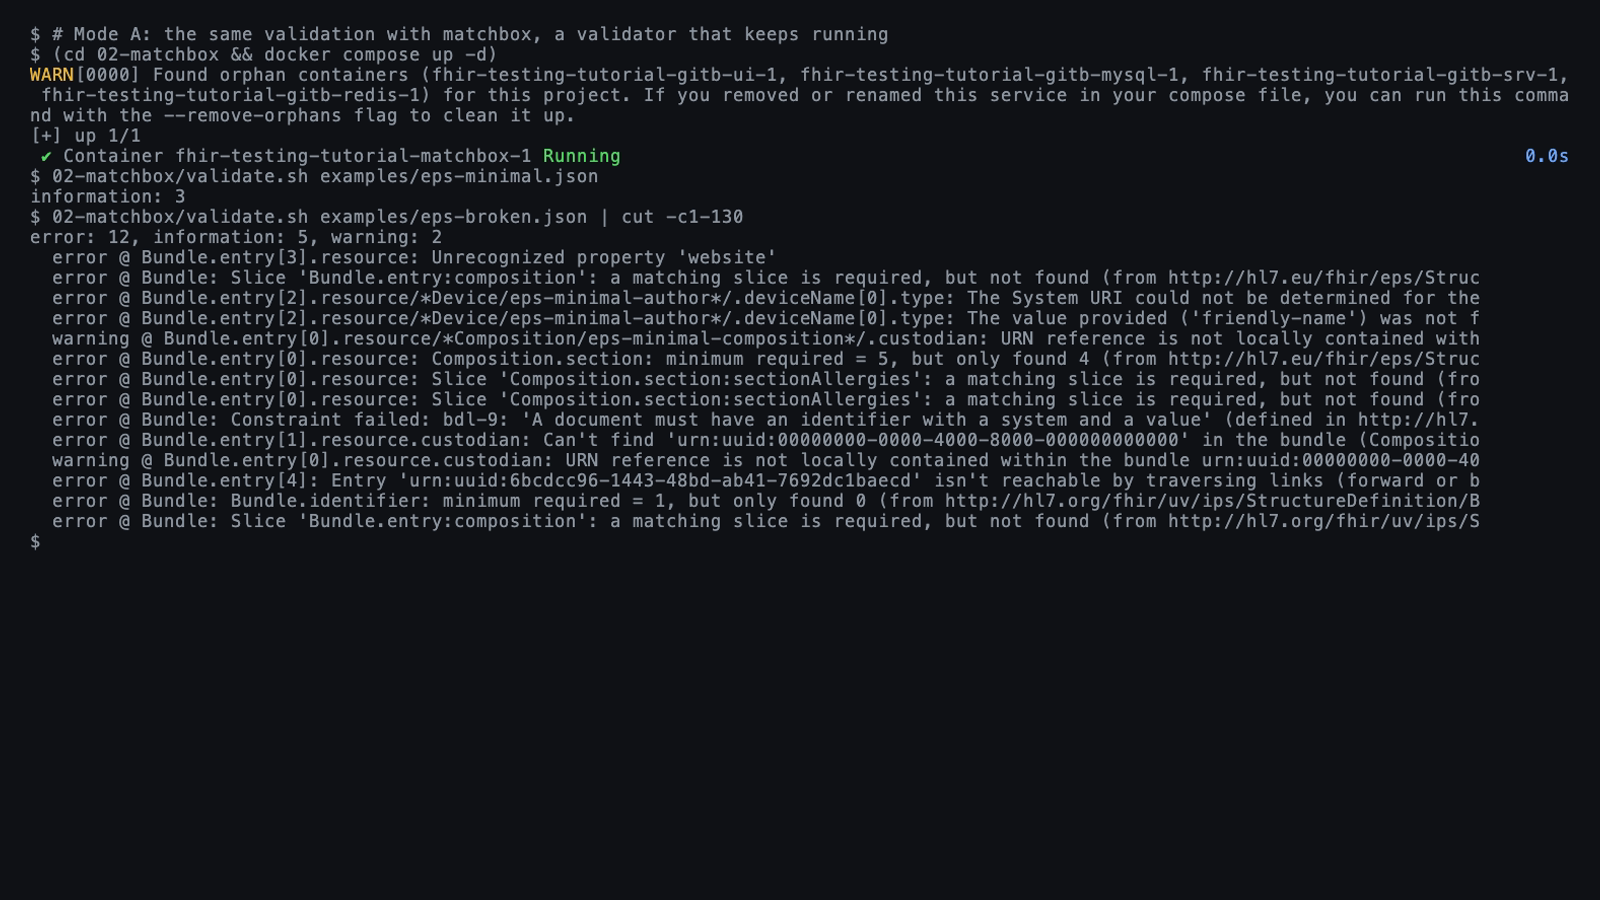 $ # Mode A: the same validation with matchbox, a validator that keeps running
$ (cd 02-matchbox && docker compose up -d)
WARN[0000] Found orphan containers (fhir-testing-tutorial-gitb-ui-1, fhir-testing-tutorial-gitb-mysql-1, fhir-testing-tutorial-gitb-srv-1,
 fhir-testing-tutorial-gitb-redis-1) for this project. If you removed or renamed this service in your compose file, you can run this comma
nd with the --remove-orphans flag to clean it up.
[+] up 1/1
 ✔ Container fhir-testing-tutorial-matchbox-1 Running 0.0s
$ 02-matchbox/validate.sh examples/eps-minimal.json
information: 3
$ 02-matchbox/validate.sh examples/eps-broken.json | cut -c1-130
error: 12, information: 5, warning: 2
  error @ Bundle.entry[3].resource: Unrecognized property 'website'
  error @ Bundle: Slice 'Bundle.entry:composition': a matching slice is required, but not found (from http://hl7.eu/fhir/eps/Struc
  error @ Bundle.entry[2].resource/*Device/eps-minimal-author*/.deviceName[0].type: The System URI could not be determined for the
  error @ Bundle.entry[2].resource/*Device/eps-minimal-author*/.deviceName[0].type: The value provided ('friendly-name') was not f
  warning @ Bundle.entry[0].resource/*Composition/eps-minimal-composition*/.custodian: URN reference is not locally contained with
  error @ Bundle.entry[0].resource: Composition.section: minimum required = 5, but only found 4 (from http://hl7.eu/fhir/eps/Struc
  error @ Bundle.entry[0].resource: Slice 'Composition.section:sectionAllergies': a matching slice is required, but not found (fro
  error @ Bundle.entry[0].resource: Slice 'Composition.section:sectionAllergies': a matching slice is required, but not found (fro
  error @ Bundle: Constraint failed: bdl-9: 'A document must have an identifier with a system and a value' (defined in http://hl7.
  error @ Bundle.entry[1].resource.custodian: Can't find 'urn:uuid:00000000-0000-4000-8000-000000000000' in the bundle (Compositio
  warning @ Bundle.entry[0].resource.custodian: URN reference is not locally contained within the bundle urn:uuid:00000000-0000-40
  error @ Bundle.entry[4]: Entry 'urn:uuid:6bcdcc96-1443-48bd-ab41-7692dc1baecd' isn't reachable by traversing links (forward or b
  error @ Bundle: Bundle.identifier: minimum required = 1, but only found 0 (from http://hl7.org/fhir/uv/ips/StructureDefinition/B
  error @ Bundle: Slice 'Bundle.entry:composition': a matching slice is required, but not found (from http://hl7.org/fhir/uv/ips/S
$